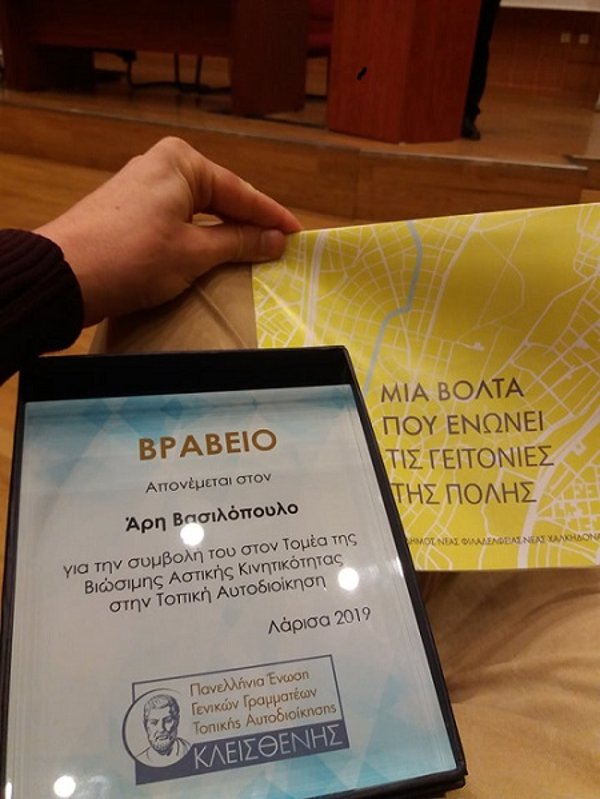 ΒΡΑΒΕΙΟ
Απονέμεται στον
Άρη Βασιλόπουλο
για την συμβολή του στον Τομέα της
Βιώσιμης Αστικής Κινητικότητας
στην Τοπική Αυτοδιοίκηση
Λάρισα 2019
Πανελλήνια Ένωση
Γενικών Γραμματέων
Τοπικής Αυτοδιοίκησης
ΚΛΕΙΣΘΕΝΗΣ
ΜΙΑ ΒΟΛΤΑ
ΠΟΥ ΕΝΩΝΕΙ
ΤΙΣ ΓΕΙΤΟΝΙΕΣ
ΤΗΣ ΠΟΛΗΣ
ΔΗΜΟΣ ΝΕΑΣ ΦΙΛΑΔΕΛΦΕΙΑΣ-ΝΕΑΣ ΧΑΛΚΗΔΟΝΑ